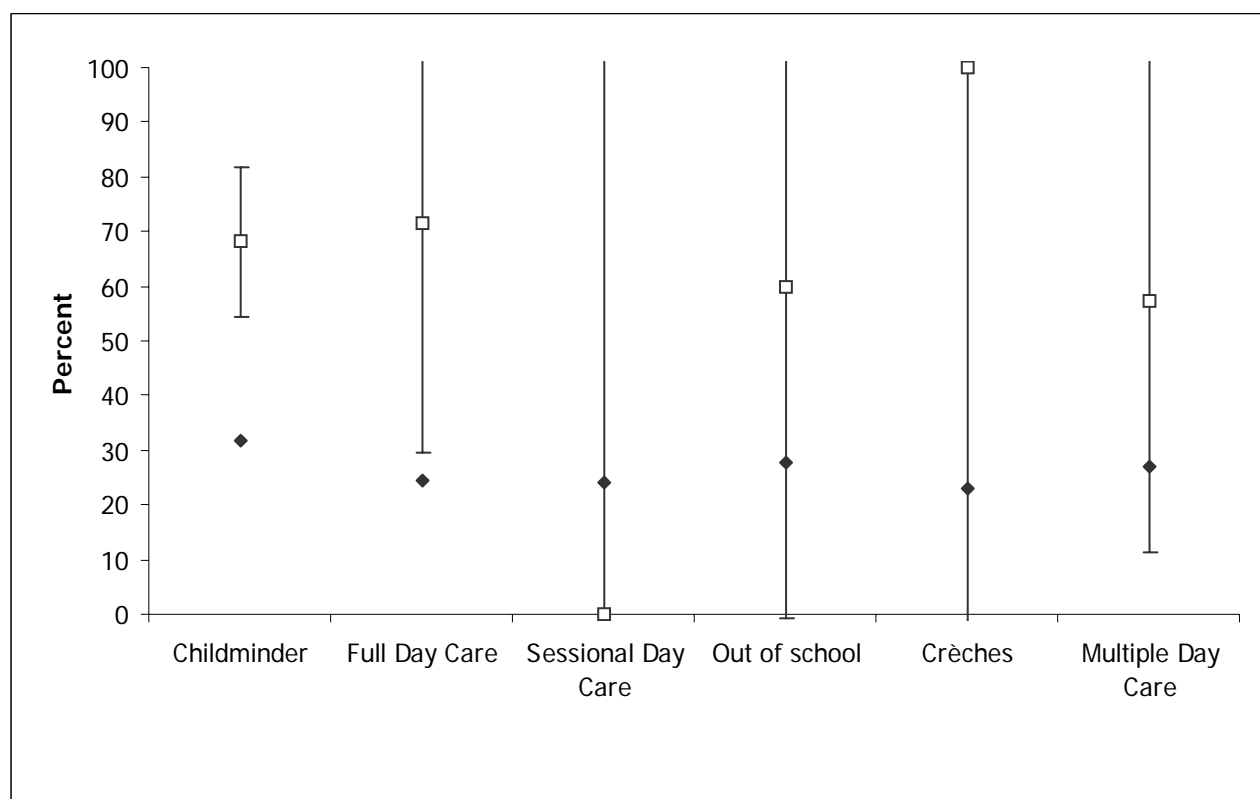 100
90
80
70
60
50
40
30
20
10
0
Percent
Childminder
Full Day Care
Sessional Day
Care
Out of school
Crèches
Multiple Day
Care